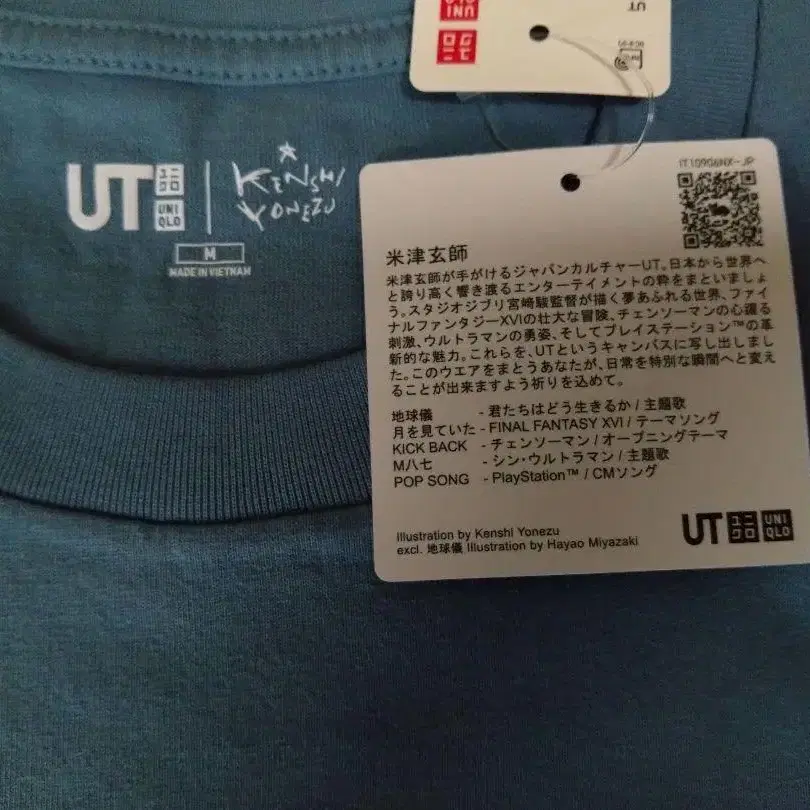 UNI
QLO
UT
UT
ユニ
クロ
UNI
QLO
KENSHI
YONEZU
M
MADE IN VIETNAM
IT10906NX-JP
米津玄師
米津玄師が手がけるジャパンカルチャーUT。日本から世界へ
と誇り高く響き渡るエンターテイメントの粋をまといましょ
う。スタジオジブリ宮﨑駿監督が描く夢あふれる世界、ファイ
ナルファンタジーXVIの壮大な冒険、チェンソーマンの心躍る
刺激、ウルトラマンの勇姿、そしてプレイステーション™の革
新的な魅力。これらを、UTというキャンバスに写し出しまし
た。このウエアをまとうあなたが、日常を特別な瞬間へと変え
ることが出来ますよう祈りを込めて。
地球儀 - 君たちはどう生きるか / 主題歌
月を見ていた - FINAL FANTASY XVI / テーマソング
KICK BACK - チェンソーマン / オープニングテーマ
M八七 - シン・ウルトラマン / 主題歌
POP SONG - PlayStation™ / CMソング
Illustration by Kenshi Yonezu
excl. 地球儀 Illustration by Hayao Miyazaki
UT
ユニ
クロ
UNI
QLO